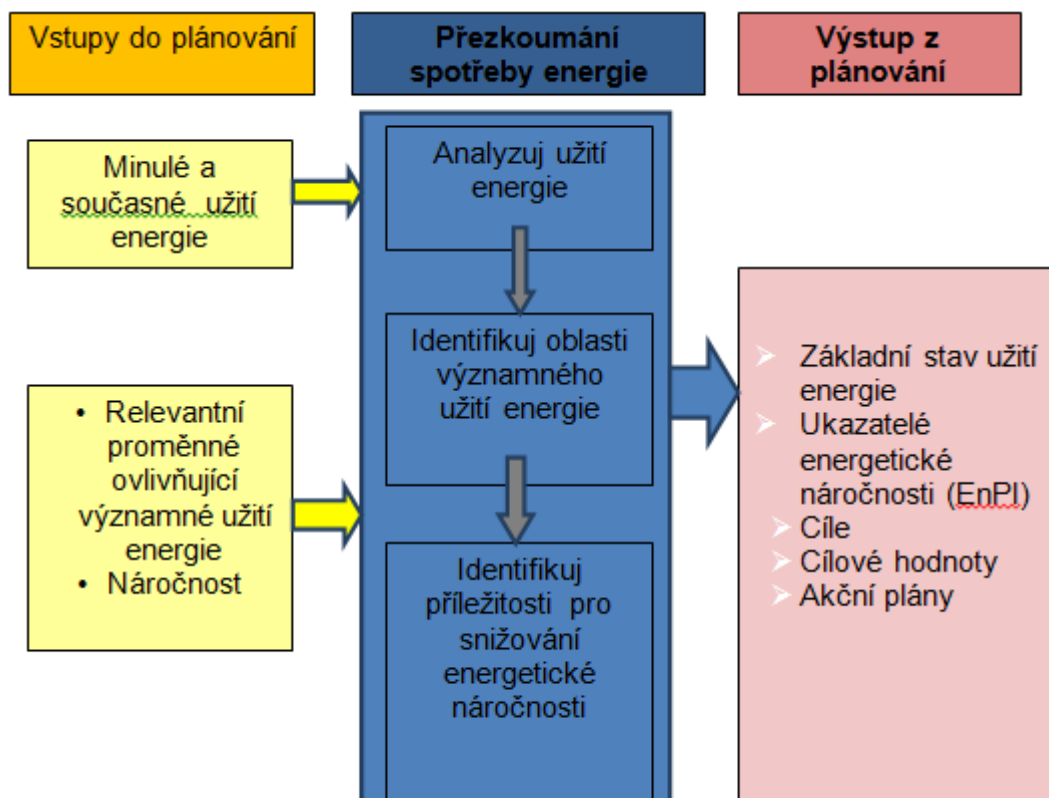 Vstupy do plánování
Přezkoumání
spotřeby energie
Výstup z
plánování
Minulé a
současné užití
energie
• Relevantní
proměnné
ovlivňující
významné užití
energie
• Náročnost
Analyzuj užití
energie
Identifikuj oblasti
významného
užití energie
Identifikuj
příležitosti pro
snižování
energetické
náročnosti
➢ Základní stav užití
energie
➢ Ukazatelé
energetické
náročnosti (EnPI)
➢ Cíle
➢ Cílové hodnoty
➢ Akční plány